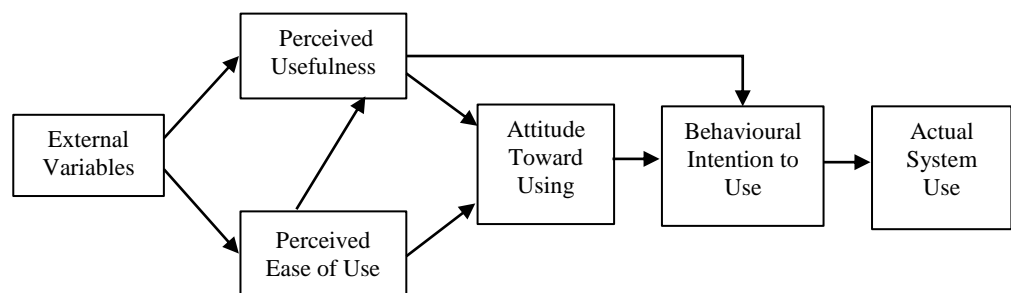 Perceived
Usefulness
External
Variables
Attitude
Toward
Using
Behavioural
Intention to
Use
Actual
System
Use
Perceived
Ease of Use